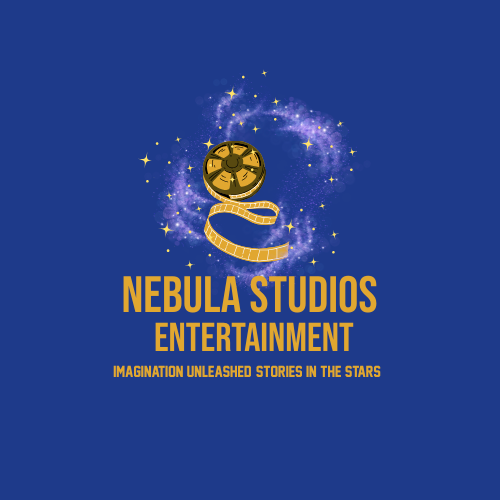 NEBULA STUDIOS
ENTERTAINMENT
IMAGINATION UNLEASHED STORIES IN THE STARS